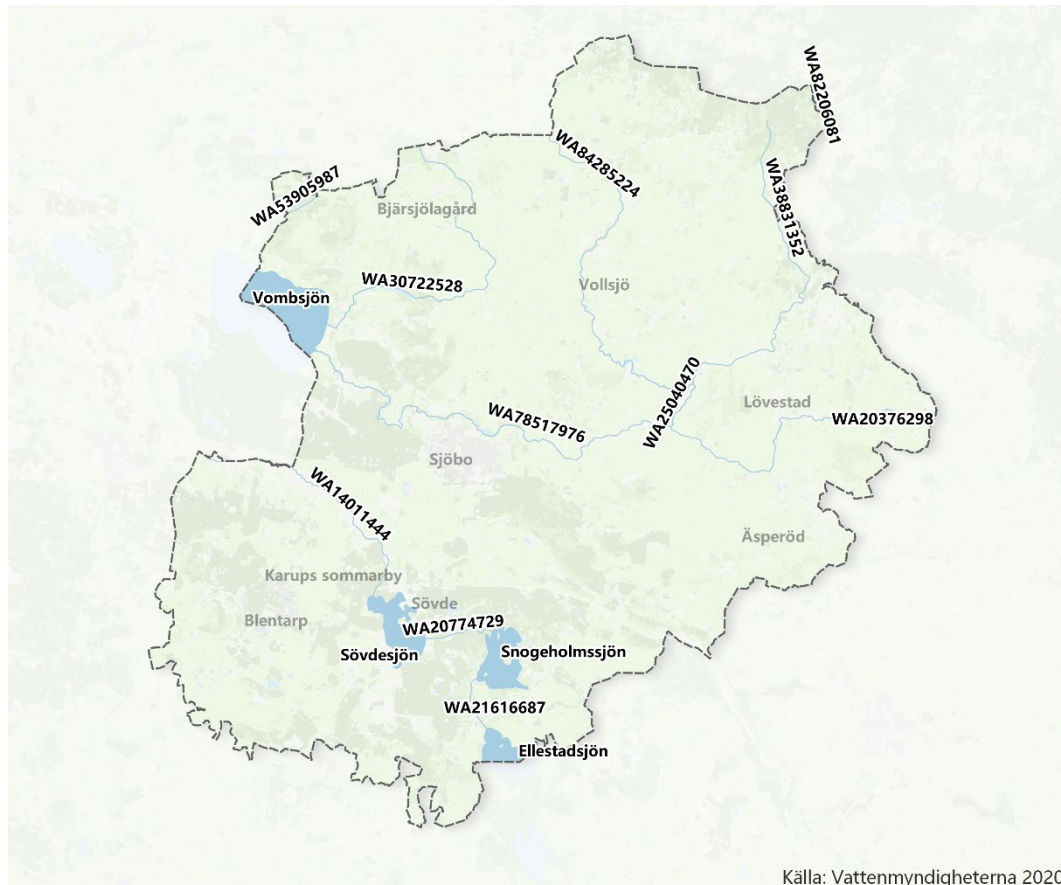 WA82206081
WA84285224
WA38831352
WA53905987
Bjärsjölagård
WA30722528
Vollsjö
Vombsjön
WA25040470
Lövestad
WA20376298
WA78517976
Sjöbo
WA14011444
Äsperöd
Karups sommarby
Sövde
Blentarp
WA20774729
Sövdesjön
Snogeholmssjön
WA21616687
Ellestadsjön
Källa: Vattenmyndigheterna 2020